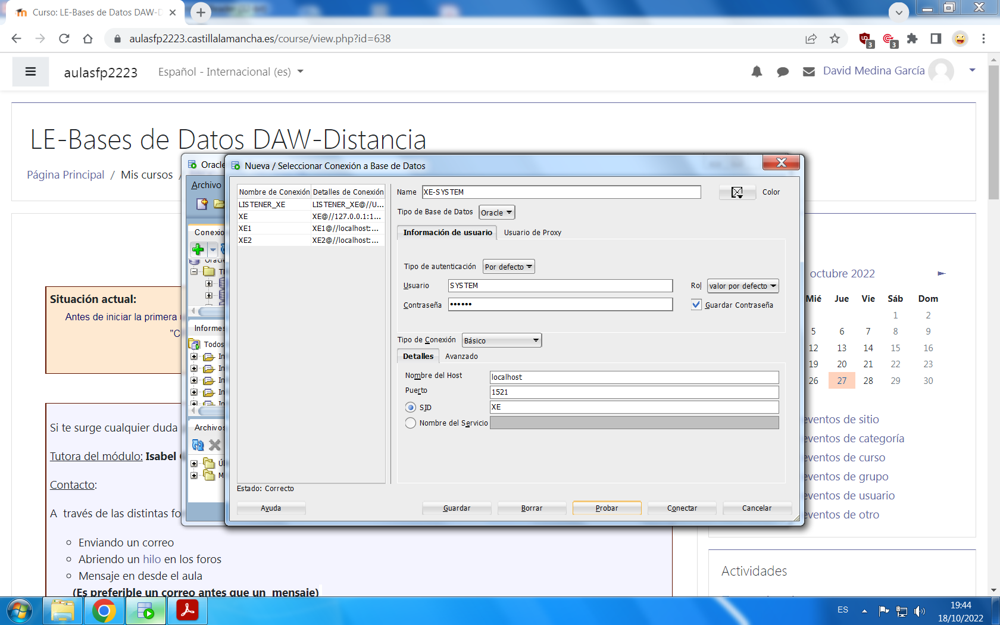 Curso: LE-Bases de Datos DAW-D
aulasfp2223.castillalamancha.es/course/view.php?id=638
3
3
aulasfp2223
Español - Internacional (es)
David Medina García
LE-Bases de Datos DAW-Distancia
Página Principal / Mis cursos /
Situación actual:
Antes de iniciar la primera
"C
Si te surge cualquier duda
Tutora del módulo: Isabel
Contacto:
A través de las distintas fo
Enviando un correo
Abriendo un hilo en los foros
Mensaje en desde el aula
(Es preferible un correo antes que un mensaje)
Oracle
Archivo
Conexio
Oracle
Informes
Todos
In
In
In
In
In
Archivos
Úl
M
Nueva / Seleccionar Conexión a Base de Datos
Nombre de Conexión Detalles de Conexión
LISTENER_XE LISTENER_XE@//U...
XE XE@//127.0.0.1:1...
XE1 XE1@//localhost:...
XE2 XE2@//localhost:...
Name XE-SYSTEM Color
Tipo de Base de Datos Oracle
Información de usuario Usuario de Proxy
Tipo de autenticación Por defecto
Usuario SYSTEM Rol valor por defecto
Contraseña •••••• Guardar Contraseña
Tipo de Conexión Básico
Detalles Avanzado
Nombre del Host localhost
Puerto 1521
SID XE
Nombre del Servicio
Estado: Correcto
Ayuda Guardar Borrar Probar Conectar Cancelar
octubre 2022 ►
Mié Jue Vie Sáb Dom
1 2
5 6 7 8 9
12 13 14 15 16
19 20 21 22 23
26 27 28 29 30
eventos de sitio
eventos de categoría
eventos de curso
eventos de grupo
eventos de usuario
eventos de otro
Actividades
ES
19:44
18/10/2022